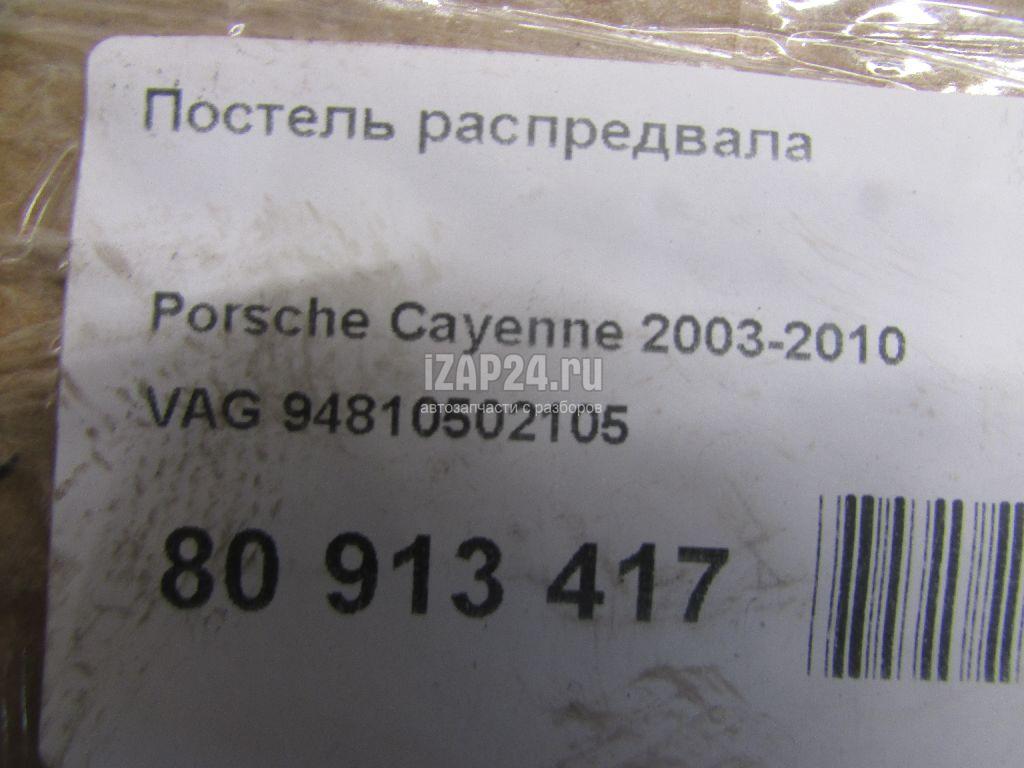 Постель распредвала
Porsche Cayenne 2003-2010
iZAP24.ru
автозапчасти с разборов
VAG 94810502105
80 913 417